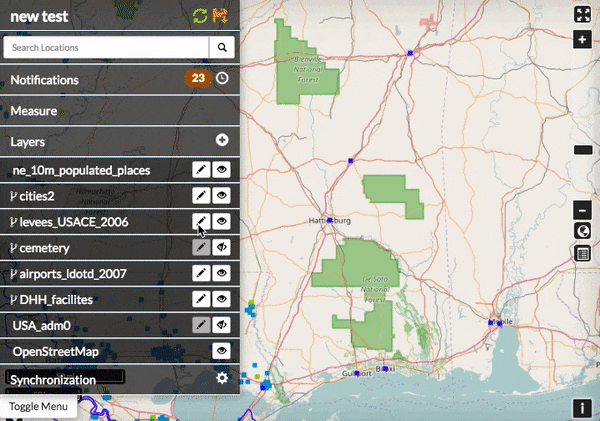 new test
Search Locations
Notifications
23
Measure
Layers
ne_10m_populated_places
cities2
levees_USACE_2006
cemetery
airports_ldotd_2007
DHH_facilites
USA_adm0
OpenStreetMap
Synchronization
Toggle Menu
Bienville
National
Forest
Hattiesburg
De Soto
National
Forest
Mobile
Gulfport
Biloxi